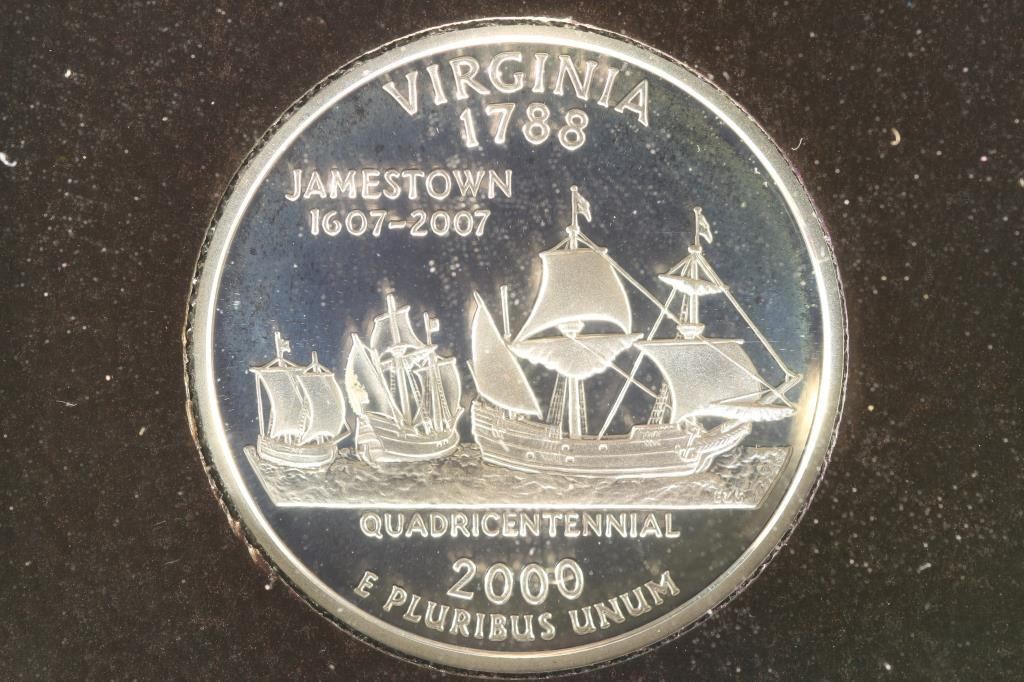 VIRGINIA
1788
JAMESTOWN
1607-2007
QUADRICENTENNIAL
2000
E PLURIBUS UNUM